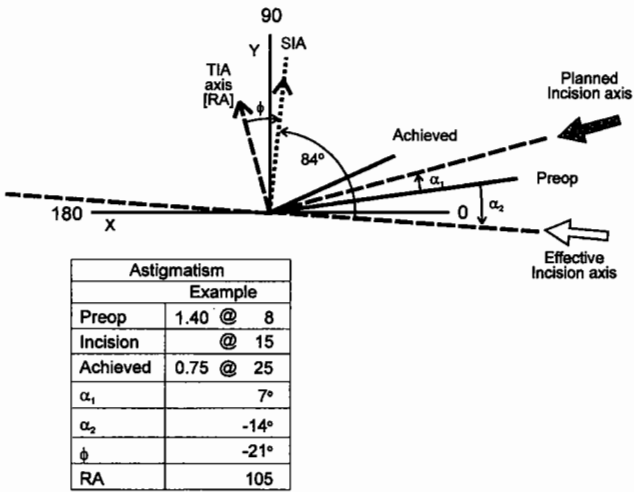 90
Y
SIA
TIA
axis
[RA]
ϕ
Planned
Incision axis
Achieved
84°
α₁
Preop
α₂
180
X
0
Effective
Incision axis
Astigmatism
Example
Preop 1.40 @ 8
Incision @ 15
Achieved 0.75 @ 25
α₁ 7°
α₂ -14°
ϕ -21°
RA 105